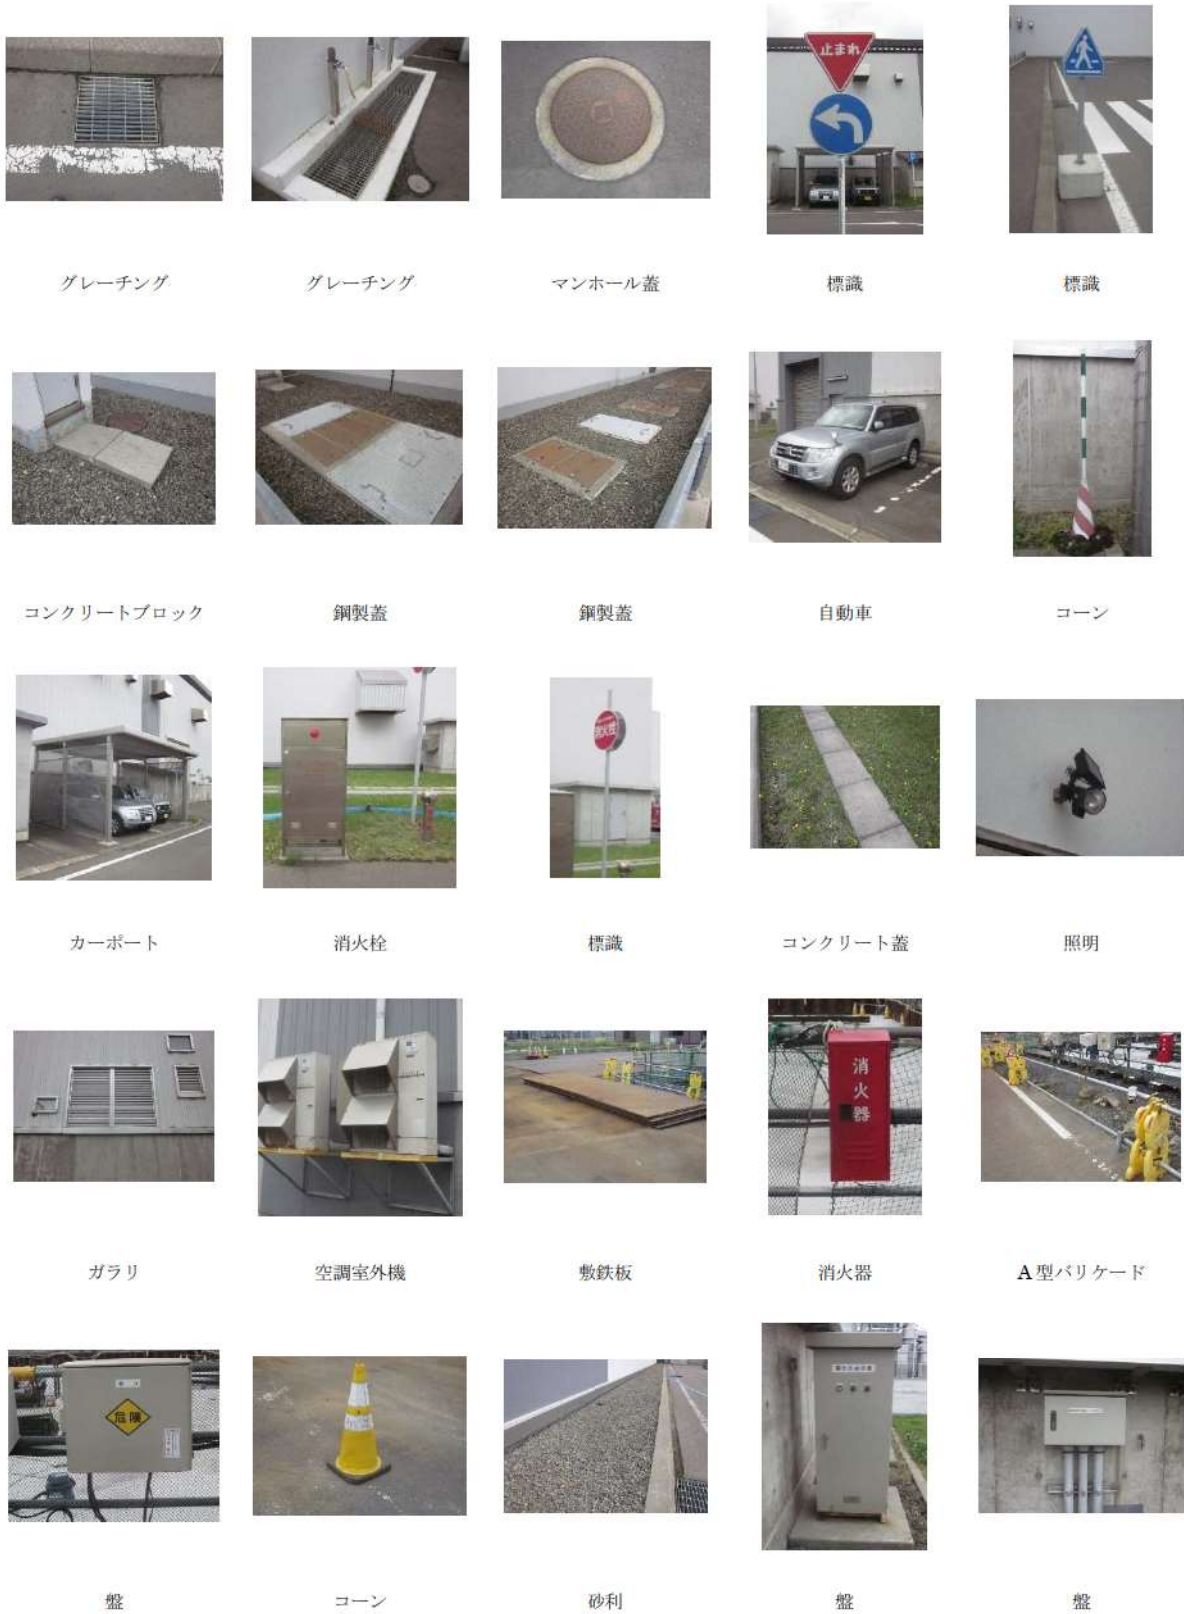 止まれ
グレーチング
グレーチング
マンホール蓋
標識
標識
コンクリートブロック
鋼製蓋
鋼製蓋
自動車
コーン
消火栓
カーポート
消火栓
標識
コンクリート蓋
照明
消火器
ガラリ
空調室外機
敷鉄板
消火器
A型バリケード
危険
盤
コーン
砂利
盤
盤